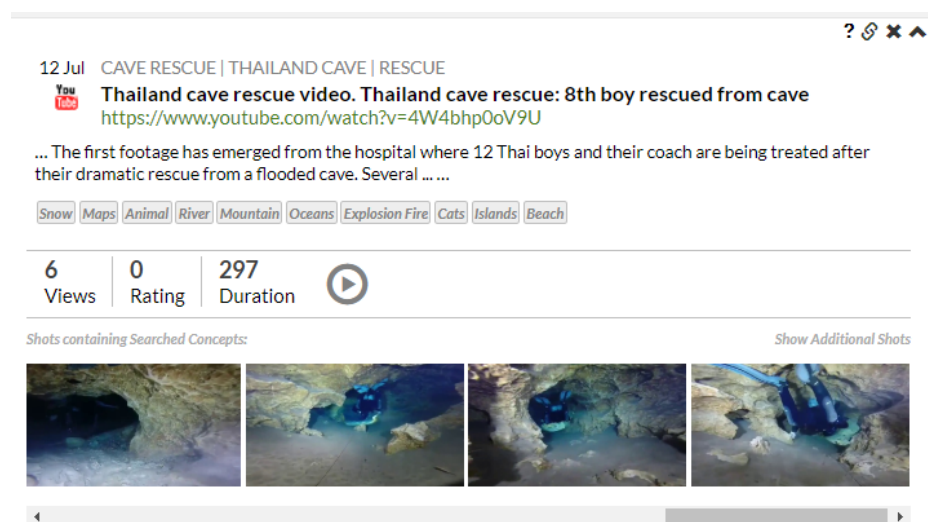 ?
12 Jul CAVE RESCUE | THAILAND CAVE | RESCUE
You Tube
Thailand cave rescue video. Thailand cave rescue: 8th boy rescued from cave
https://www.youtube.com/watch?v=4W4bhp0oV9U
... The first footage has emerged from the hospital where 12 Thai boys and their coach are being treated after
their dramatic rescue from a flooded cave. Several ... ...
Snow Maps Animal River Mountain Oceans Explosion Fire Cats Islands Beach
6 0 297
Views Rating Duration
Shots containing Searched Concepts: Show Additional Shots